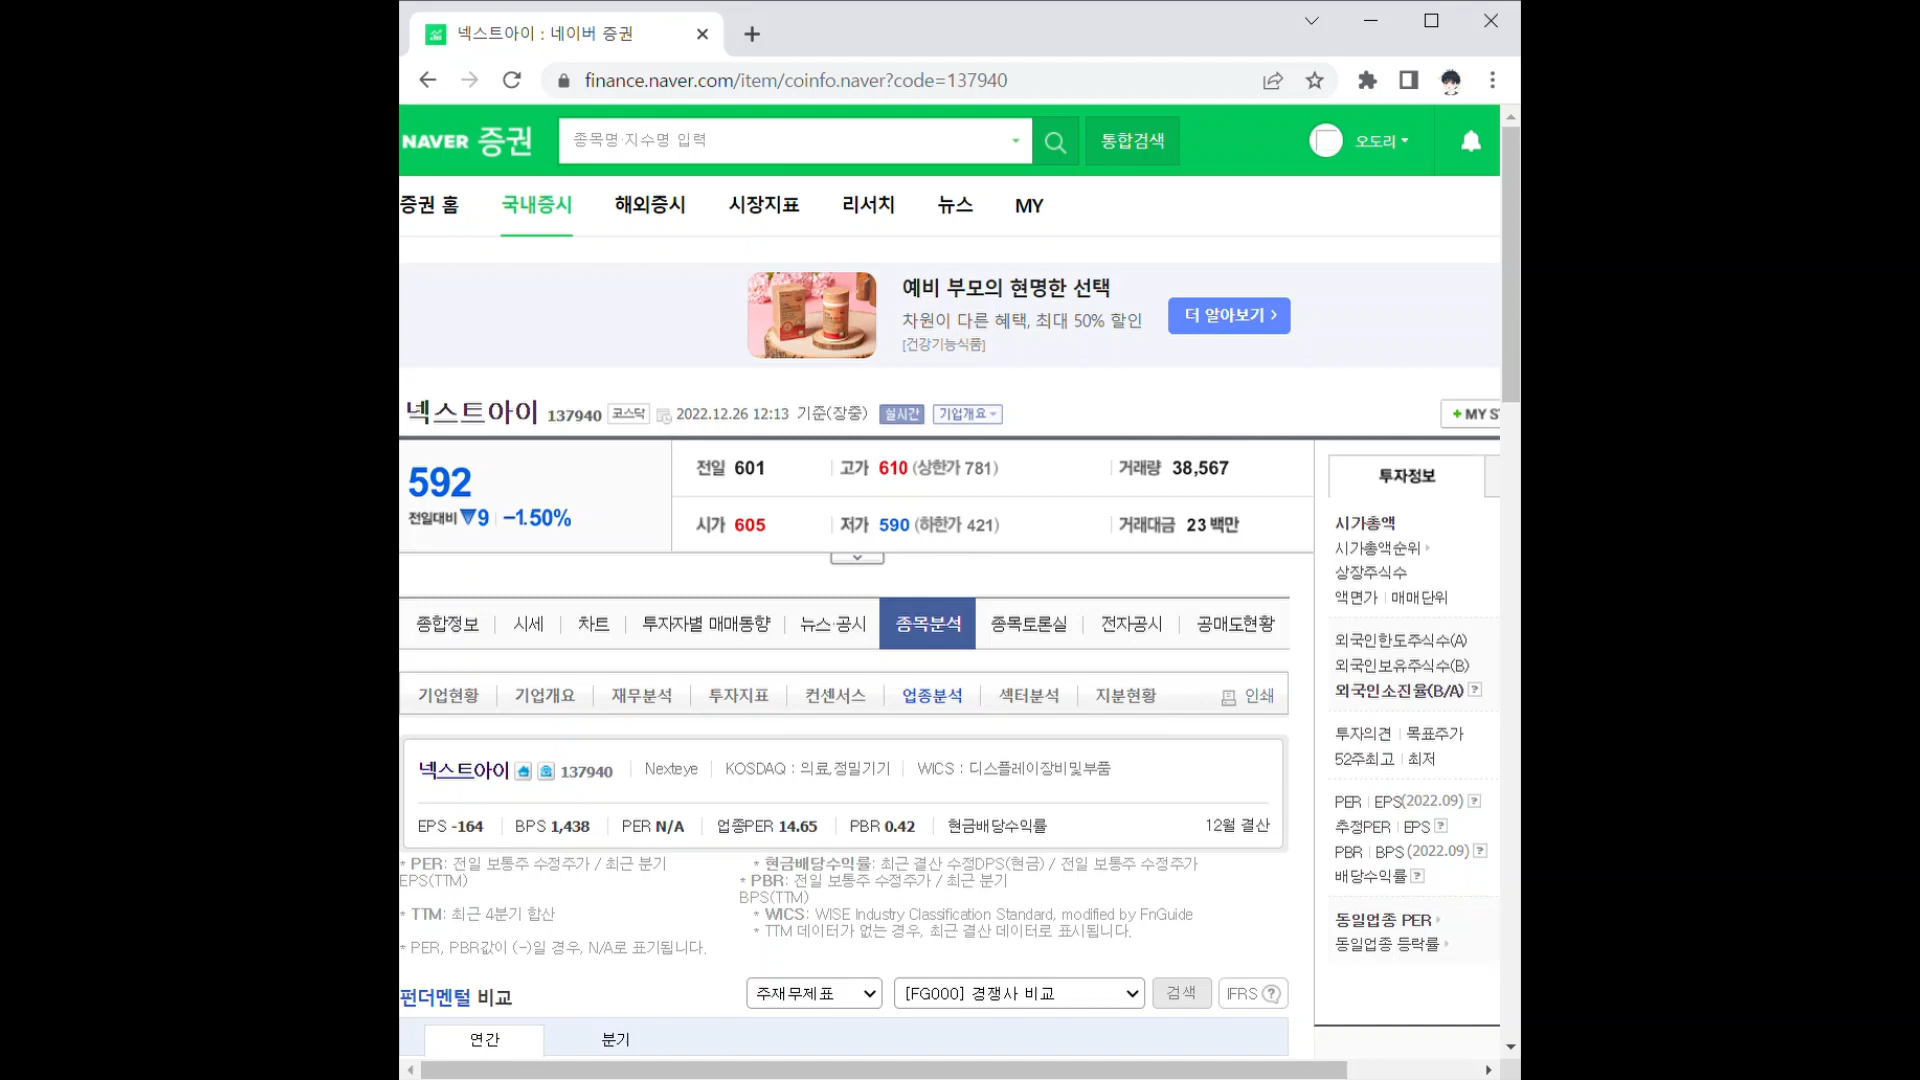 넥스트아이 : 네이버 증권
finance.naver.com/item/coinfo.naver?code=137940
NAVER 증권
종목명·지수명 입력
통합검색
오도리
증권 홈 국내증시 해외증시 시장지표 리서치 뉴스 MY
예비 부모의 현명한 선택
차원이 다른 혜택, 최대 50% 할인
[건강기능식품]
더 알아보기 >
넥스트아이 137940 코스닥 2022.12.26 12:13 기준(장중) 실시간 기업개요
+ MY S
592
전일대비 ▼9 | -1.50%
전일 601 | 고가 610 (상한가 781) | 거래량 38,567
시가 605 | 저가 590 (하한가 421) | 거래대금 23 백만
종합정보 | 시세 | 차트 | 투자자별 매매동향 | 뉴스·공시 종목분석 종목토론실 | 전자공시 | 공매도현황
기업현황 | 기업개요 | 재무분석 | 투자지표 | 컨센서스 | 업종분석 | 섹터분석 | 지분현황 인쇄
넥스트아이 137940 | Nexteye | KOSDAQ : 의료,정밀기기 | WICS : 디스플레이장비및부품
EPS -164 | BPS 1,438 | PER N/A | 업종PER 14.65 | PBR 0.42 | 현금배당수익률 12월 결산
* PER: 전일 보통주 수정주가 / 최근 분기
EPS(TTM)
* 현금배당수익률: 최근 결산 수정DPS(현금) / 전일 보통주 수정주가
* PBR: 전일 보통주 수정주가 / 최근 분기
BPS(TTM)
* TTM: 최근 4분기 합산
* WICS: WISE Industry Classification Standard, modified by FnGuide
* TTM 데이터가 없는 경우, 최근 결산 데이터로 표시됩니다.
* PER, PBR값이 (-)일 경우, N/A로 표기됩니다.
펀더멘털 비교
주재무제표 [FG000] 경쟁사 비교 검색 IFRS ?
연간 분기
투자정보
시가총액
시가총액순위
상장주식수
액면가 | 매매단위
외국인한도주식수(A)
외국인보유주식수(B)
외국인소진율(B/A) ?
투자의견 | 목표주가
52주최고 | 최저
PER | EPS(2022.09) ?
추정PER | EPS ?
PBR | BPS (2022.09) ?
배당수익률 ?
동일업종 PER
동일업종 등락률